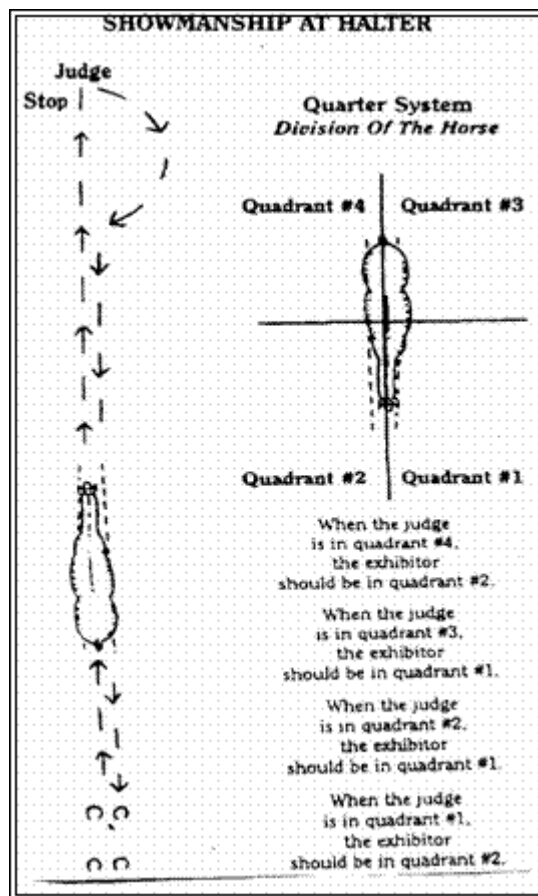 SHOWMANSHIP AT HALTER
Judge
Stop
Quarter System
Division Of The Horse
Quadrant #4
Quadrant #3
Quadrant #2
Quadrant #1
When the judge
is in quadrant #4,
the exhibitor
should be in quadrant #2.
When the judge
is in quadrant #3,
the exhibitor
should be in quadrant #1.
When the judge
is in quadrant #2,
the exhibitor
should be in quadrant #1.
When the judge
is in quadrant #1,
the exhibitor
should be in quadrant #2.